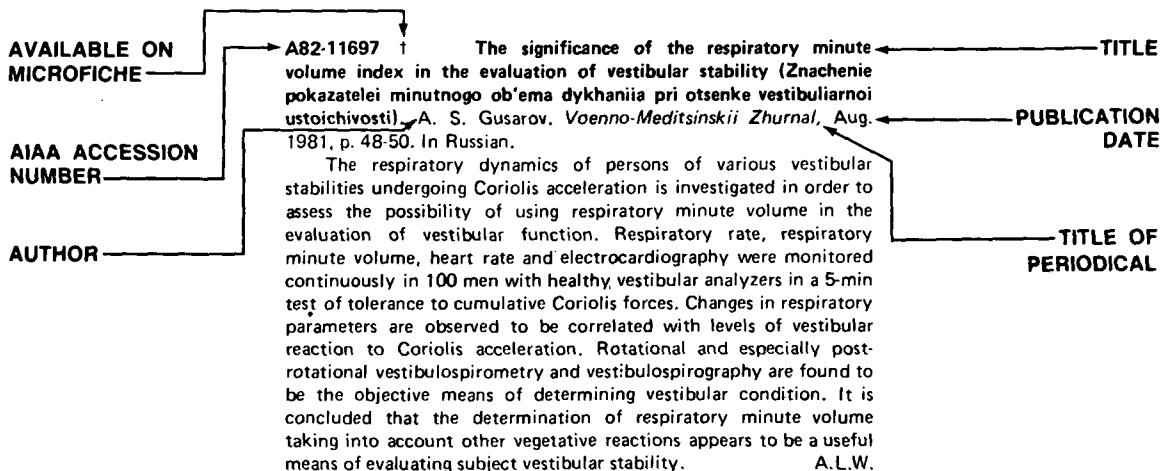 AVAILABLE ON
MICROFICHE
AIAA ACCESSION
NUMBER
AUTHOR
A82-11697 † The significance of the respiratory minute
volume index in the evaluation of vestibular stability (Znachenie
pokazatelei minutnogo ob'ema dykhaniia pri otsenke vestibuliarnoi
ustoichivosti). A. S. Gusarov. Voenno-Meditsinskii Zhurnal, Aug.
1981, p. 48-50. In Russian.
The respiratory dynamics of persons of various vestibular
stabilities undergoing Coriolis acceleration is investigated in order to
assess the possibility of using respiratory minute volume in the
evaluation of vestibular function. Respiratory rate, respiratory
minute volume, heart rate and electrocardiography were monitored
continuously in 100 men with healthy vestibular analyzers in a 5-min
test of tolerance to cumulative Coriolis forces. Changes in respiratory
parameters are observed to be correlated with levels of vestibular
reaction to Coriolis acceleration. Rotational and especially post-
rotational vestibulospirometry and vestibulospirography are found to
be the objective means of determining vestibular condition. It is
concluded that the determination of respiratory minute volume
taking into account other vegetative reactions appears to be a useful
means of evaluating subject vestibular stability. A.L.W.
TITLE
PUBLICATION
DATE
TITLE OF
PERIODICAL